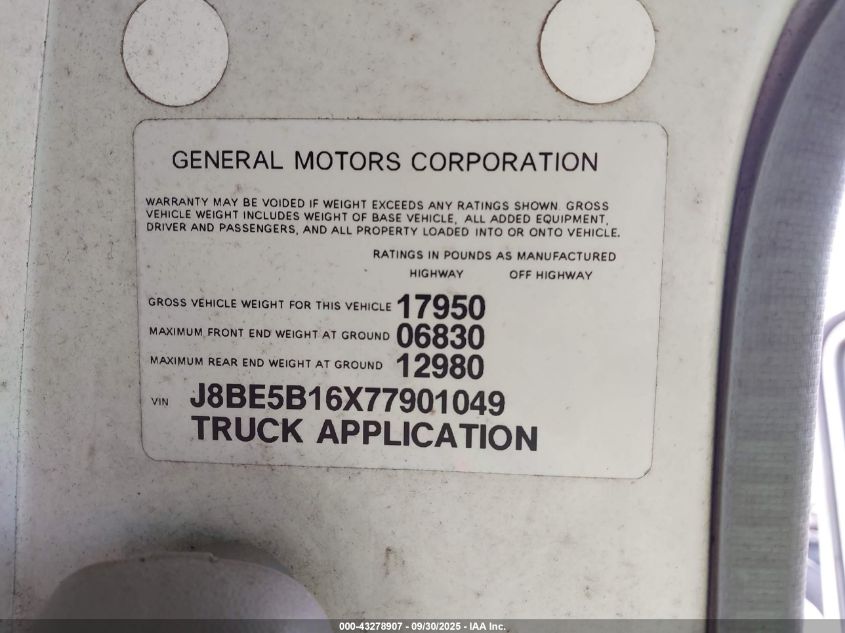 GENERAL MOTORS CORPORATION
WARRANTY MAY BE VOIDED IF WEIGHT EXCEEDS ANY RATINGS SHOWN. GROSS
VEHICLE WEIGHT INCLUDES WEIGHT OF BASE VEHICLE, ALL ADDED EQUIPMENT,
DRIVER AND PASSENGERS, AND ALL PROPERTY LOADED INTO OR ONTO VEHICLE.
RATINGS IN POUNDS AS MANUFACTURED
HIGHWAY OFF HIGHWAY
GROSS VEHICLE WEIGHT FOR THIS VEHICLE 17950
MAXIMUM FRONT END WEIGHT AT GROUND 06830
MAXIMUM REAR END WEIGHT AT GROUND 12980
VIN J8BE5B16X77901049
TRUCK APPLICATION
000-43278907 - 09/30/2025 - IAA Inc.